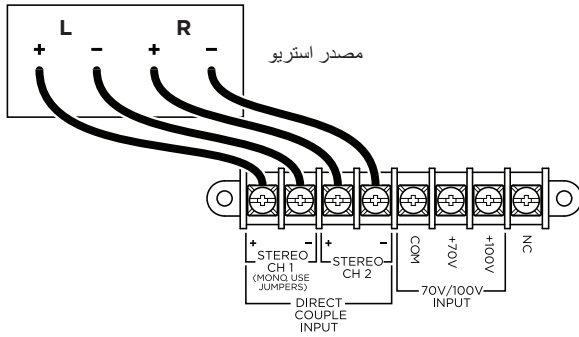 L R
+ − + −
مصدر استريو
+ − + −
STEREO
CH 1
(MONO USE
JUMPERS)
STEREO
CH 2
COM
+70V
+100V
NC
DIRECT
COUPLE
INPUT
70V/100V
INPUT